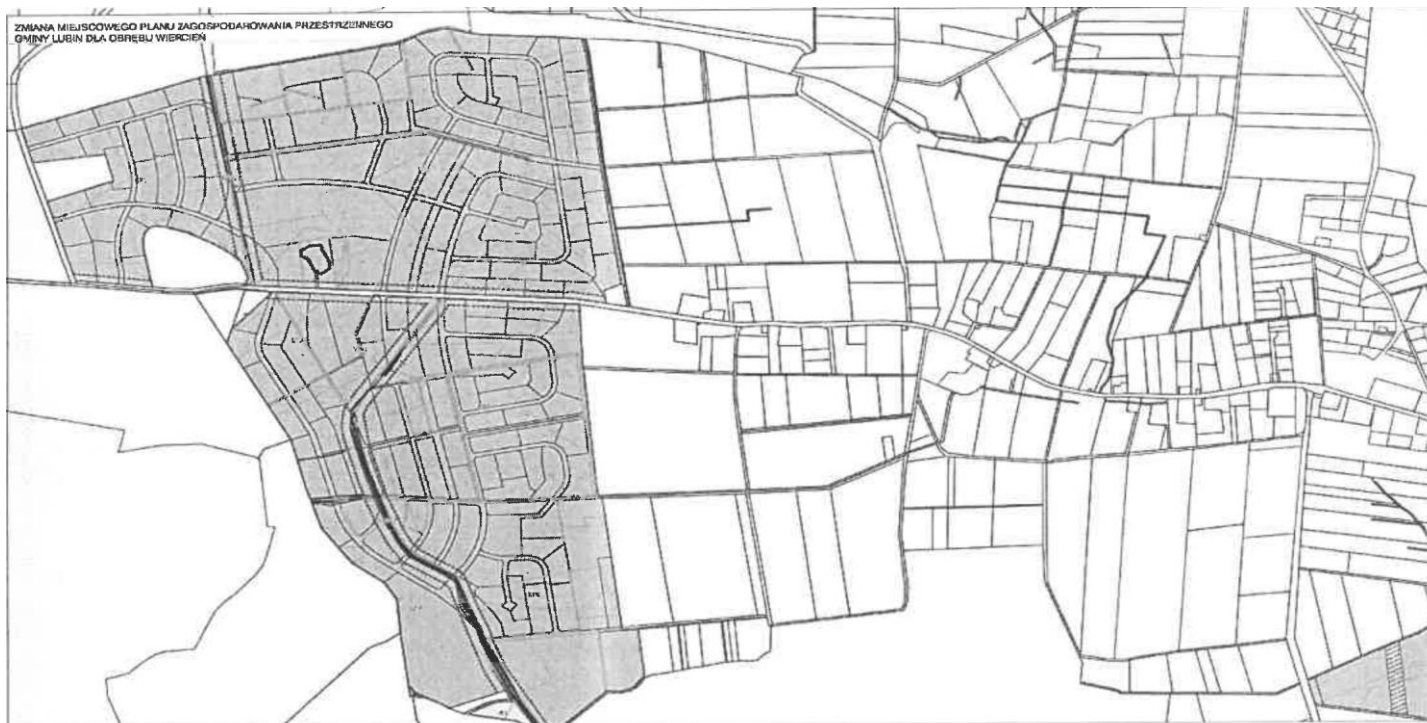 ZMIANA MIEJSCOWEGO PLANU ZAGOSPODAROWANIA PRZESTRZENNEGO
GMINY LUBIN DLA OBRĘBU WIERCIEŃ